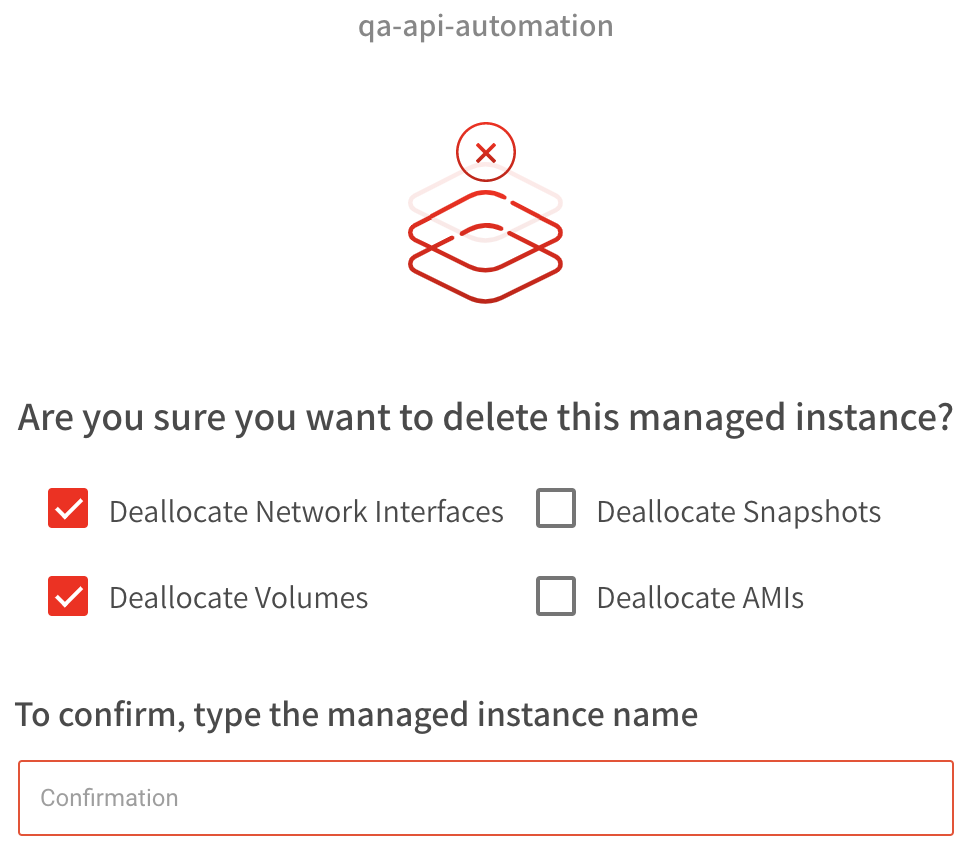 qa-api-automation
Are you sure you want to delete this managed instance?
Deallocate Network Interfaces
Deallocate Snapshots
Deallocate Volumes
Deallocate AMIs
To confirm, type the managed instance name
Confirmation